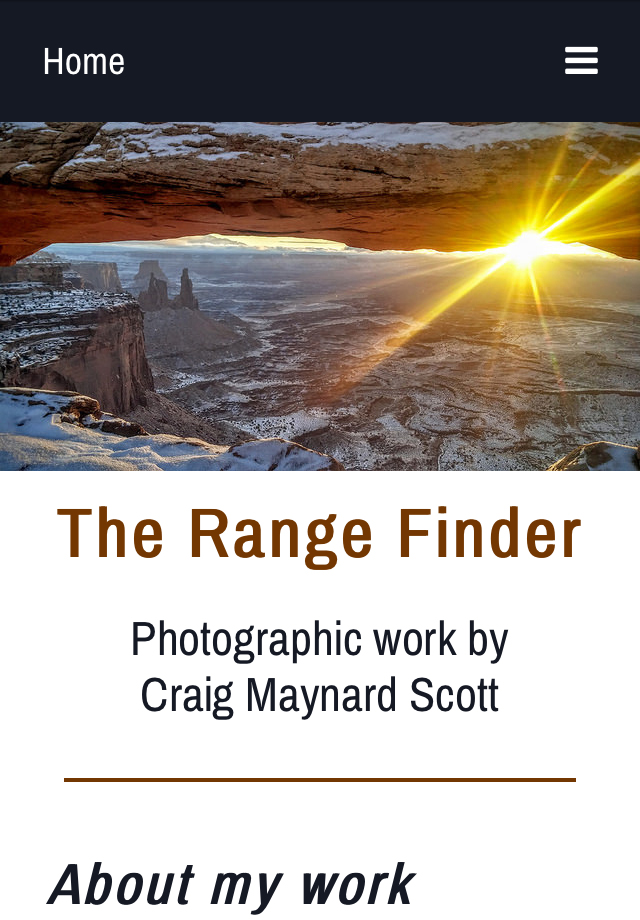 Home
The Range Finder
Photographic work by
Craig Maynard Scott
About my work